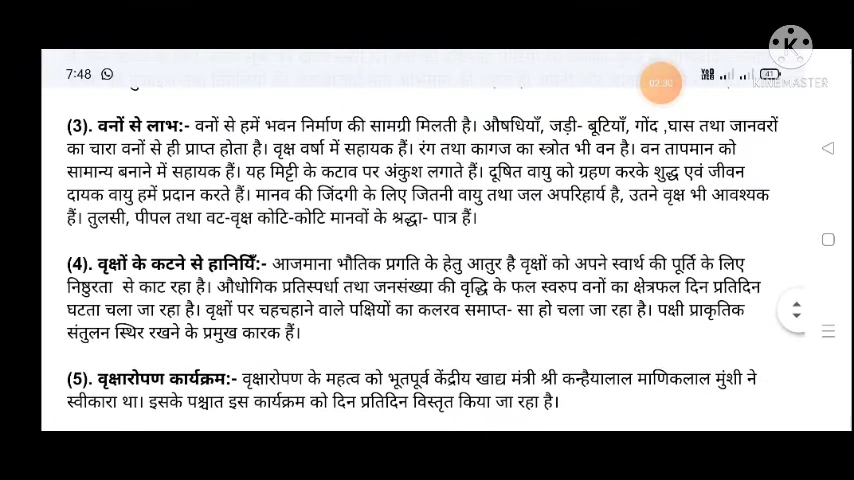 7:48
02:30
41
KINEMASTER
(3). वनों से लाभ:- वनों से हमें भवन निर्माण की सामग्री मिलती है। औषधियाँ, जड़ी- बूटियाँ, गोंद ,घास तथा जानवरों
का चारा वनों से ही प्राप्त होता है। वृक्ष वर्षा में सहायक हैं। रंग तथा कागज का स्त्रोत भी वन है। वन तापमान को
सामान्य बनाने में सहायक हैं। यह मिट्टी के कटाव पर अंकुश लगाते हैं। दूषित वायु को ग्रहण करके शुद्ध एवं जीवन
दायक वायु हमें प्रदान करते हैं। मानव की जिंदगी के लिए जितनी वायु तथा जल अपरिहार्य है, उतने वृक्ष भी आवश्यक
हैं। तुलसी, पीपल तथा वट-वृक्ष कोटि-कोटि मानवों के श्रद्धा- पात्र हैं।
(4). वृक्षों के कटने से हानियिँ:- आजमाना भौतिक प्रगति के हेतु आतुर है वृक्षों को अपने स्वार्थ की पूर्ति के लिए
निष्ठुरता से काट रहा है। औधोगिक प्रतिस्पर्धा तथा जनसंख्या की वृद्धि के फल स्वरुप वनों का क्षेत्रफल दिन प्रतिदिन
घटता चला जा रहा है। वृक्षों पर चहचहाने वाले पक्षियों का कलरव समाप्त- सा हो चला जा रहा है। पक्षी प्राकृतिक
संतुलन स्थिर रखने के प्रमुख कारक हैं।
(5). वृक्षारोपण कार्यक्रम:- वृक्षारोपण के महत्व को भूतपूर्व केंद्रीय खाद्य मंत्री श्री कन्हैयालाल माणिकलाल मुंशी ने
स्वीकारा था। इसके पश्चात इस कार्यक्रम को दिन प्रतिदिन विस्तृत किया जा रहा है।